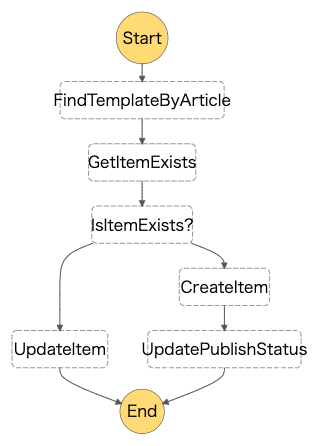 Start
FindTemplateByArticle
GetItemExists
IsItemExists?
CreateItem
UpdateItem
UpdatePublishStatus
End